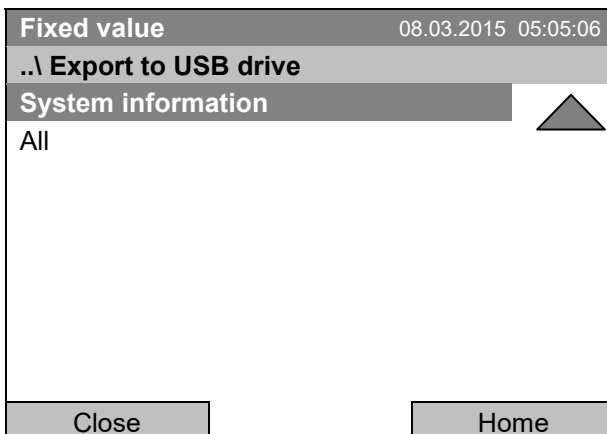 Fixed value 08.03.2015 05:05:06
..\ Export to USB drive
System information
All
Close Home